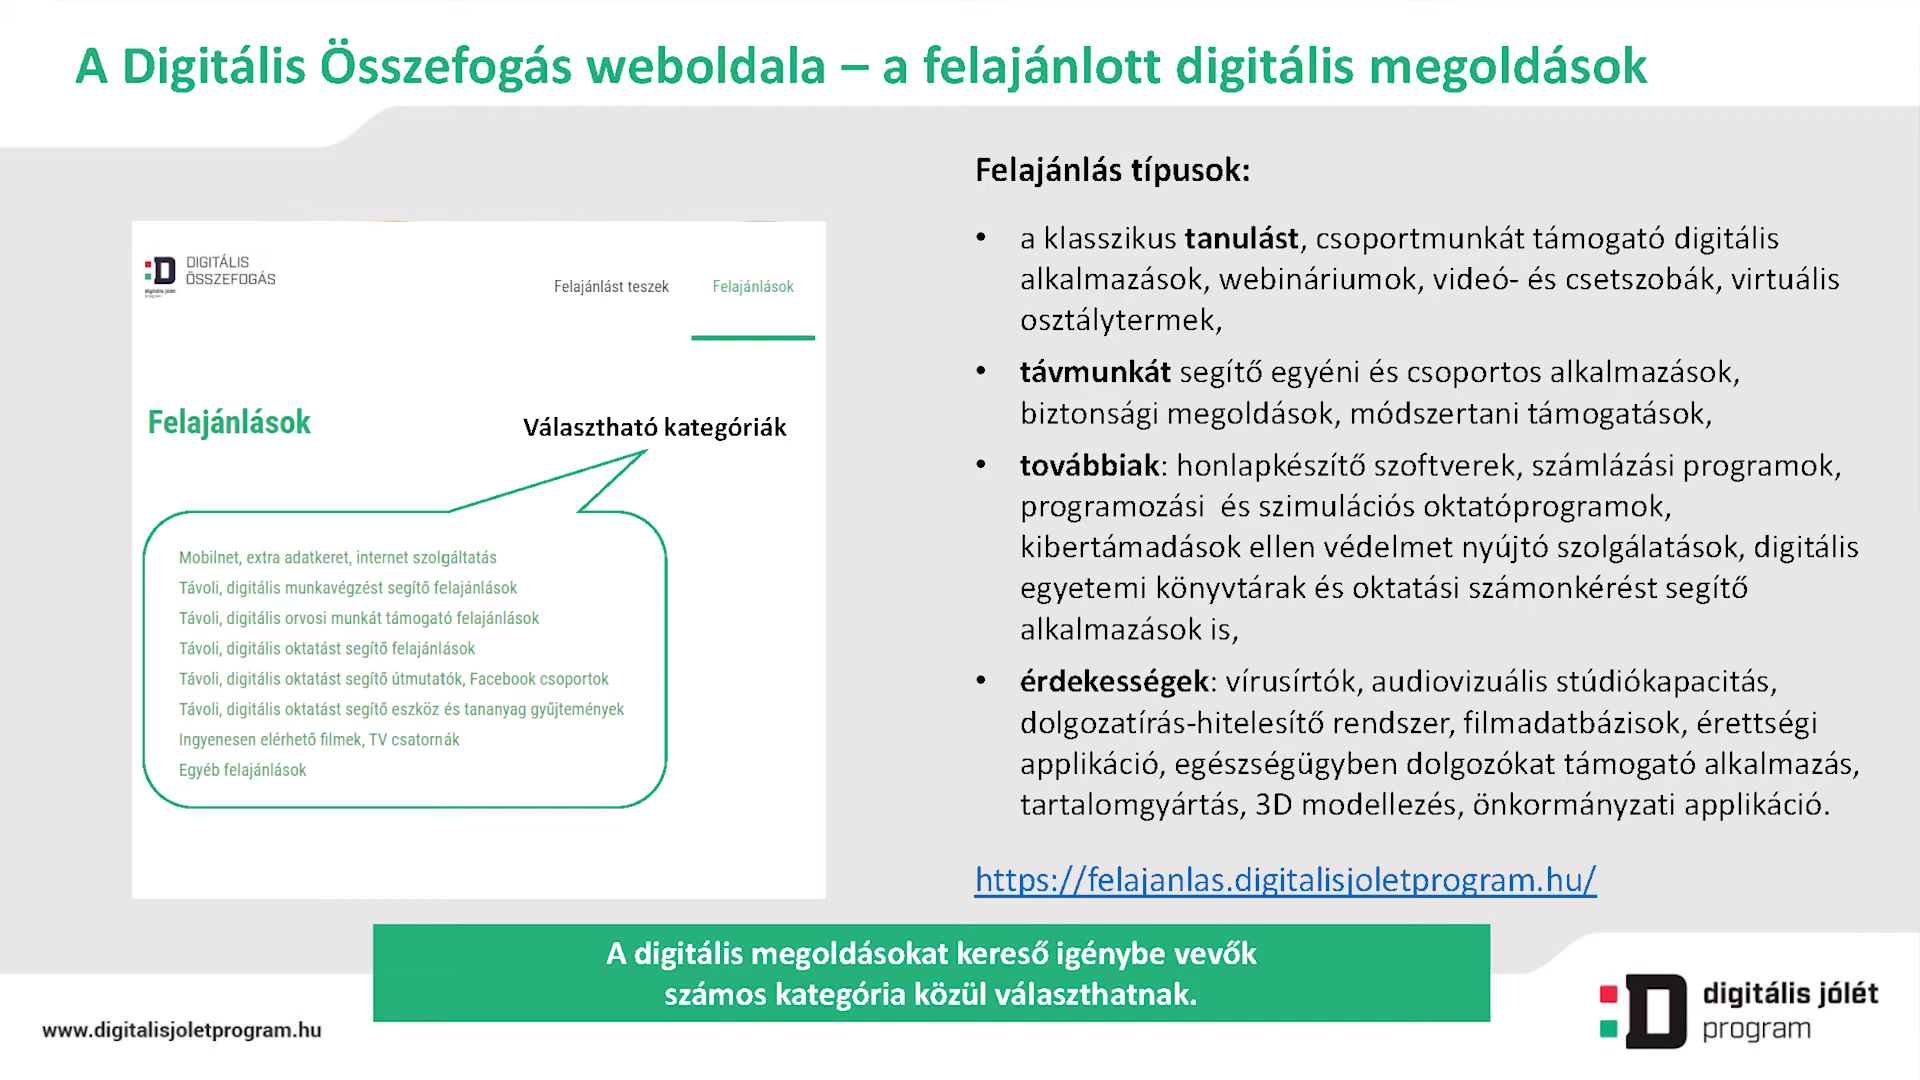 A Digitális Összefogás weboldala – a felajánlott digitális megoldások
DIGITÁLIS
ÖSSZEFOGÁS
digitális jólét
program
Felajánlást teszek
Felajánlások
Felajánlások
Választható kategóriák
Mobilnet, extra adatkeret, internet szolgáltatás
Távoli, digitális munkavégzést segítő felajánlások
Távoli, digitális orvosi munkát támogató felajánlások
Távoli, digitális oktatást segítő felajánlások
Távoli, digitális oktatást segítő útmutatók, Facebook csoportok
Távoli, digitális oktatást segítő eszköz és tananyag gyűjtemények
Ingyenesen elérhető filmek, TV csatornák
Egyéb felajánlások
Felajánlás típusok:
• a klasszikus tanulást, csoportmunkát támogató digitális
alkalmazások, webináriumok, videó- és csetszobák, virtuális
osztálytermek,
• távmunkát segítő egyéni és csoportos alkalmazások,
biztonsági megoldások, módszertani támogatások,
• továbbiak: honlapkészítő szoftverek, számlázási programok,
programozási  és szimulációs oktatóprogramok,
kibertámadások ellen védelmet nyújtó szolgálatások, digitális
egyetemi könyvtárak és oktatási számonkérést segítő
alkalmazások is,
• érdekességek: vírusírtók, audiovizuális stúdiókapacitás,
dolgozatírás-hitelesítő rendszer, filmadatbázisok, érettségi
applikáció, egészségügyben dolgozókat támogató alkalmazás,
tartalomgyártás, 3D modellezés, önkormányzati applikáció.
https://felajanlas.digitalisjoletprogram.hu/
A digitális megoldásokat kereső igénybe vevők
számos kategória közül választhatnak.
www.digitalisjoletprogram.hu
digitális jólét
program